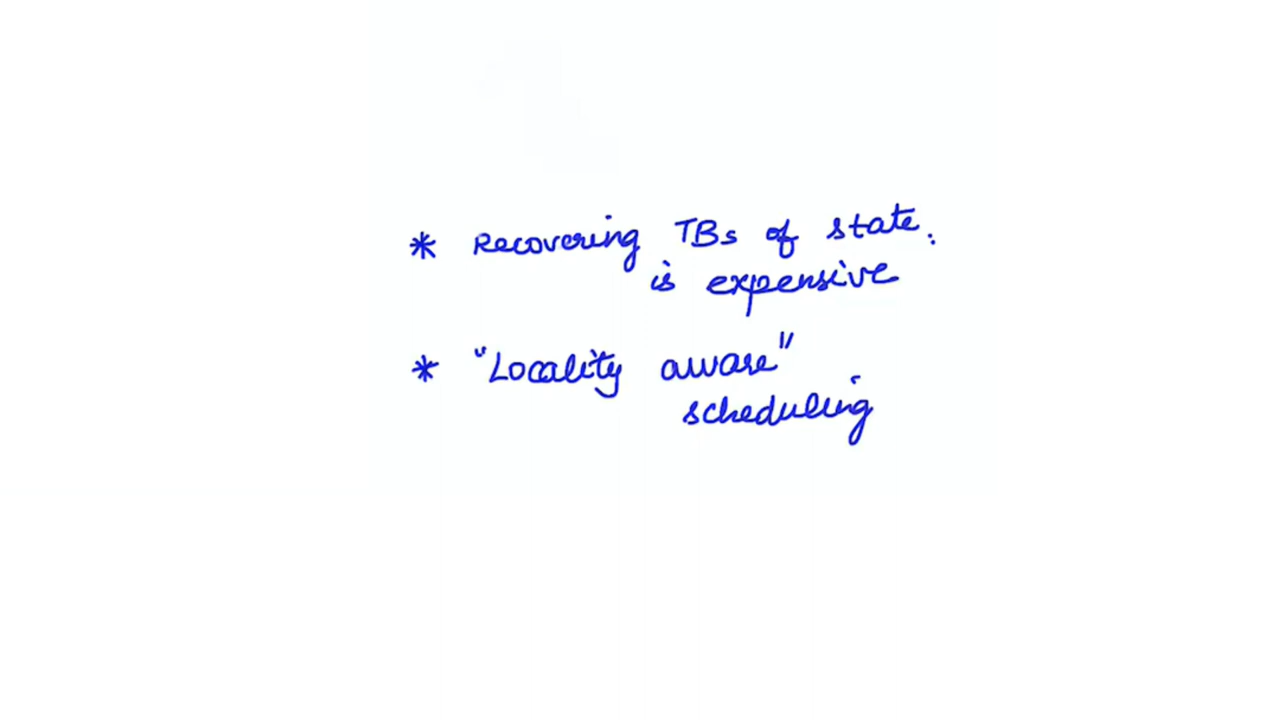 * Recovering TBs of state.
is expensive
* "Locality aware"
scheduling